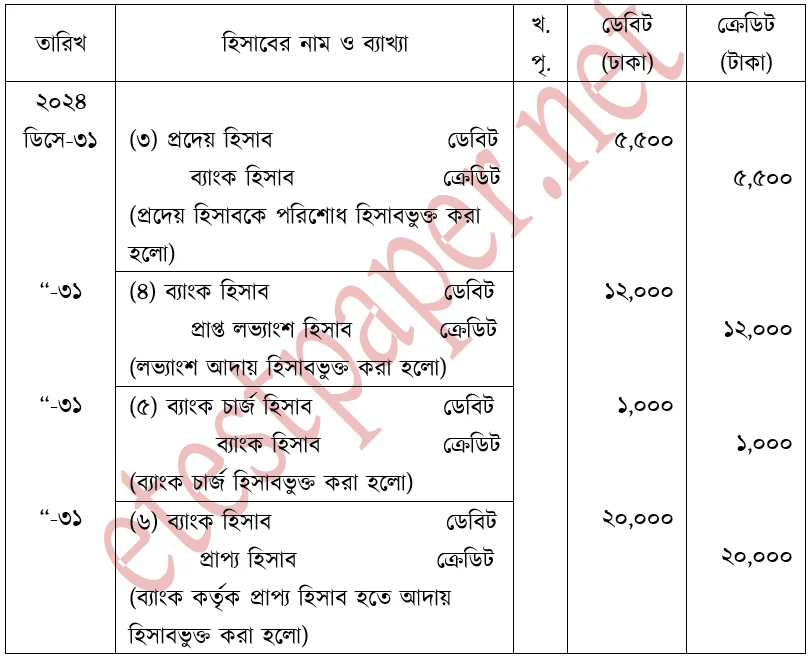 তারিখ হিসাবের নাম ও ব্যাখ্যা খ. পৃ. ডেবিট (ঢাকা) ক্রেডিট (টাকা)
২০২৪
ডিসে-৩১ (৩) প্রদেয় হিসাব ডেবিট ৫,৫০০
ব্যাংক হিসাব ক্রেডিট ৫,৫০০
(প্রদেয় হিসাবকে পরিশোধ হিসাবভুক্ত করা
হলো)
“-৩১ (৪) ব্যাংক হিসাব ডেবিট ১২,০০০
প্রাপ্ত লভ্যাংশ হিসাব ক্রেডিট ১২,০০০
(লভ্যাংশ আদায় হিসাবভুক্ত করা হলো)
“-৩১ (৫) ব্যাংক চার্জ হিসাব ডেবিট ১,০০০
ব্যাংক হিসাব ক্রেডিট ১,০০০
(ব্যাংক চার্জ হিসাবভুক্ত করা হলো)
“-৩১ (৬) ব্যাংক হিসাব ডেবিট ২০,০০০
প্রাপ্য হিসাব ক্রেডিট ২০,০০০
(ব্যাংক কর্তৃক প্রাপ্য হিসাব হতে আদায়
হিসাবভুক্ত করা হলো)
etestpaper.net